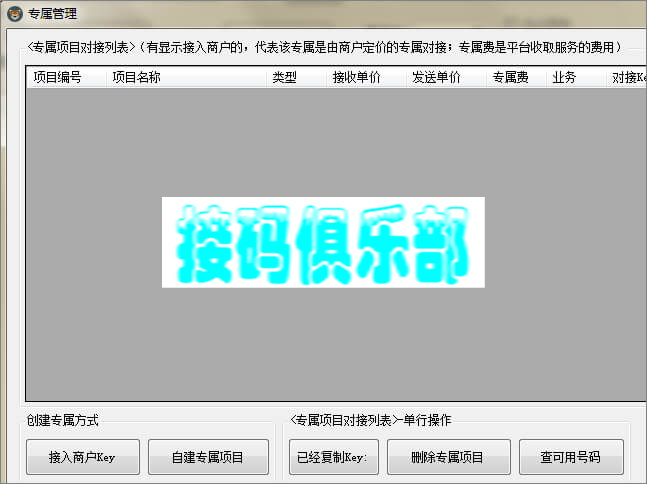 专属管理
<专属项目对接列表>(有显示接入商户的,代表该专属是由商户定价的专属对接;专属费是平台收取服务的费用)
项目编号 项目名称 类型 接收单价 发送单价 专属费 业务 对接Ke
接码俱乐部
创建专属方式
<专属项目对接列表>-单行操作
接入商户Key 自建专属项目 已经复制Key: 删除专属项目 查可用号码